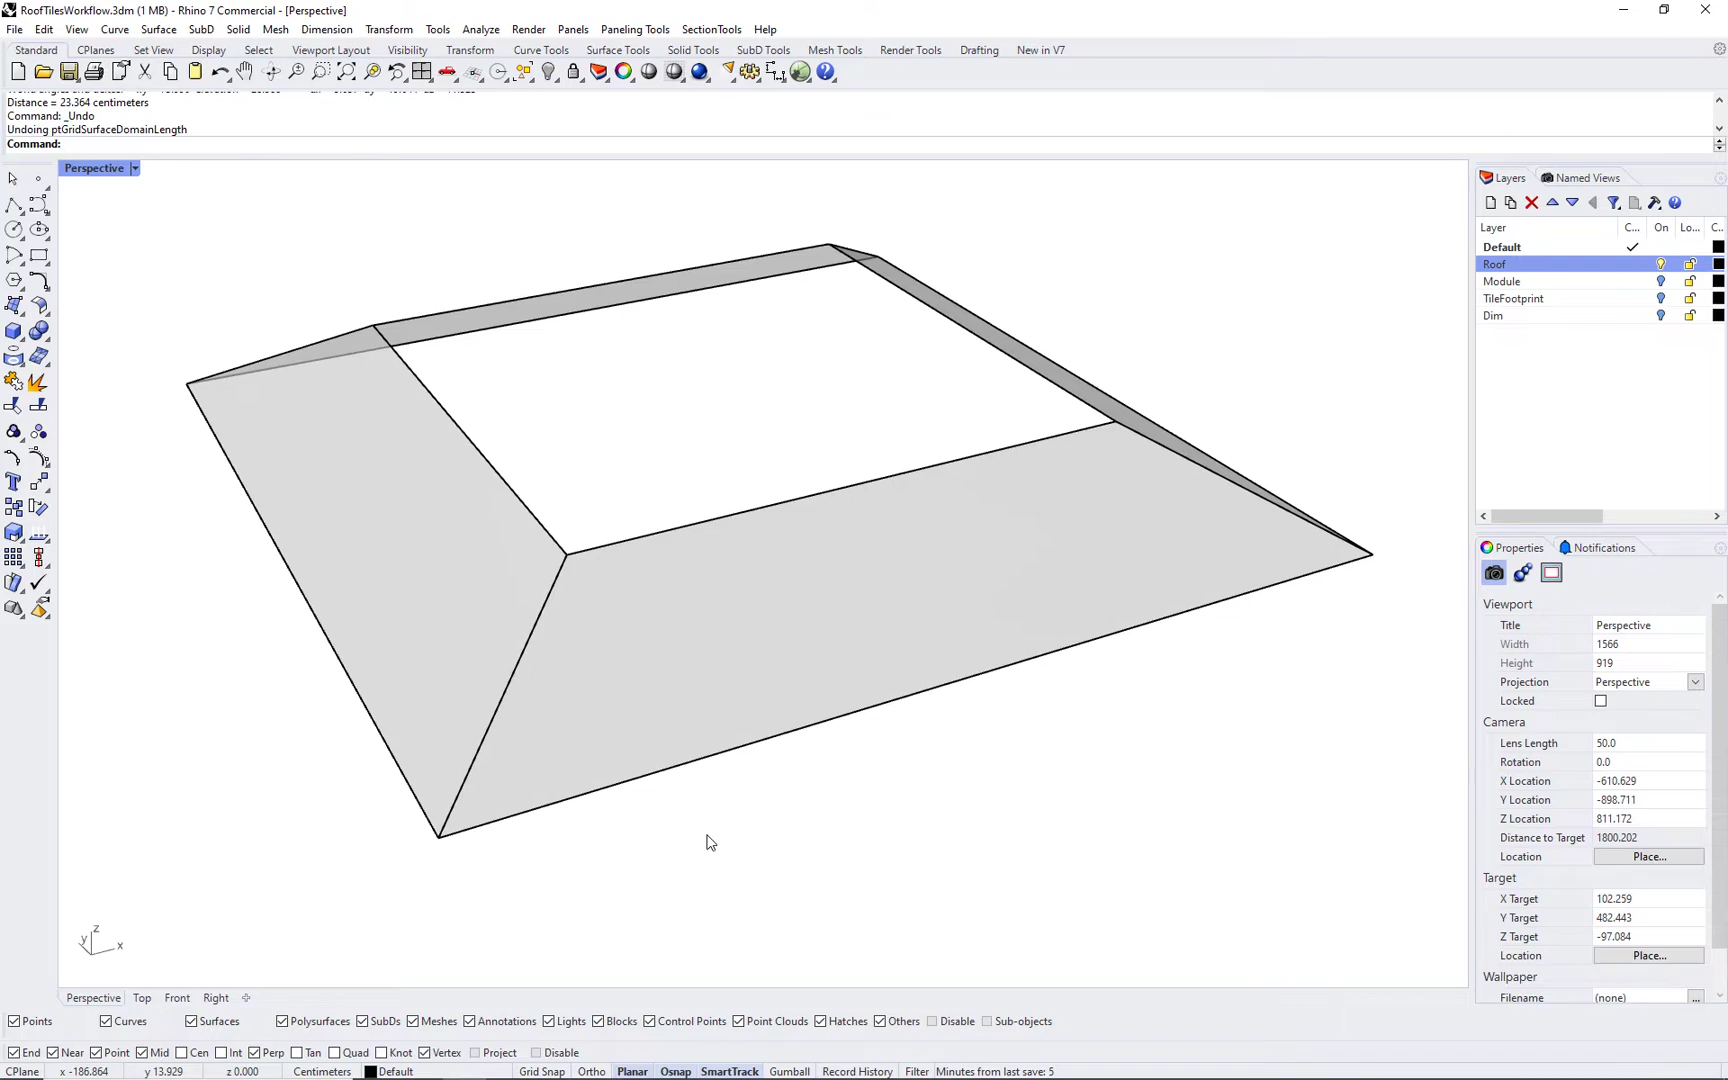 RoofTilesWorkflow.3dm (1 MB) - Rhino 7 Commercial - [Perspective]
File Edit View Curve Surface SubD Solid Mesh Dimension Transform Tools Analyze Render Panels Paneling Tools SectionTools Help
Standard CPlanes Set View Display Select Viewport Layout Visibility Transform Curve Tools Surface Tools Solid Tools SubD Tools Mesh Tools Render Tools Drafting New in V7
Distance = 23.364 centimeters
Command: _Undo
Undoing ptGridSurfaceDomainLength
Command:
Perspective
Layers Named Views
Layer C... On Lo... C...
Default
Roof
Module
TileFootprint
Dim
Properties Notifications
Viewport
Title Perspective
Width 1566
Height 919
Projection Perspective
Locked
Camera
Lens Length 50.0
Rotation 0.0
X Location -610.629
Y Location -898.711
Z Location 811.172
Distance to Target 1800.202
Location Place...
Target
X Target 102.259
Y Target 482.443
Z Target -97.084
Location Place...
Wallpaper
Filename (none) ...
z
y
x
Perspective Top Front Right
Points Curves Surfaces Polysurfaces SubDs Meshes Annotations Lights Blocks Control Points Point Clouds Hatches Others Disable Sub-objects
End Near Point Mid Cen Int Perp Tan Quad Knot Vertex Project Disable
CPlane x -186.864 y 13.929 z 0.000 Centimeters Default Grid Snap Ortho Planar Osnap SmartTrack Gumball Record History Filter Minutes from last save: 5